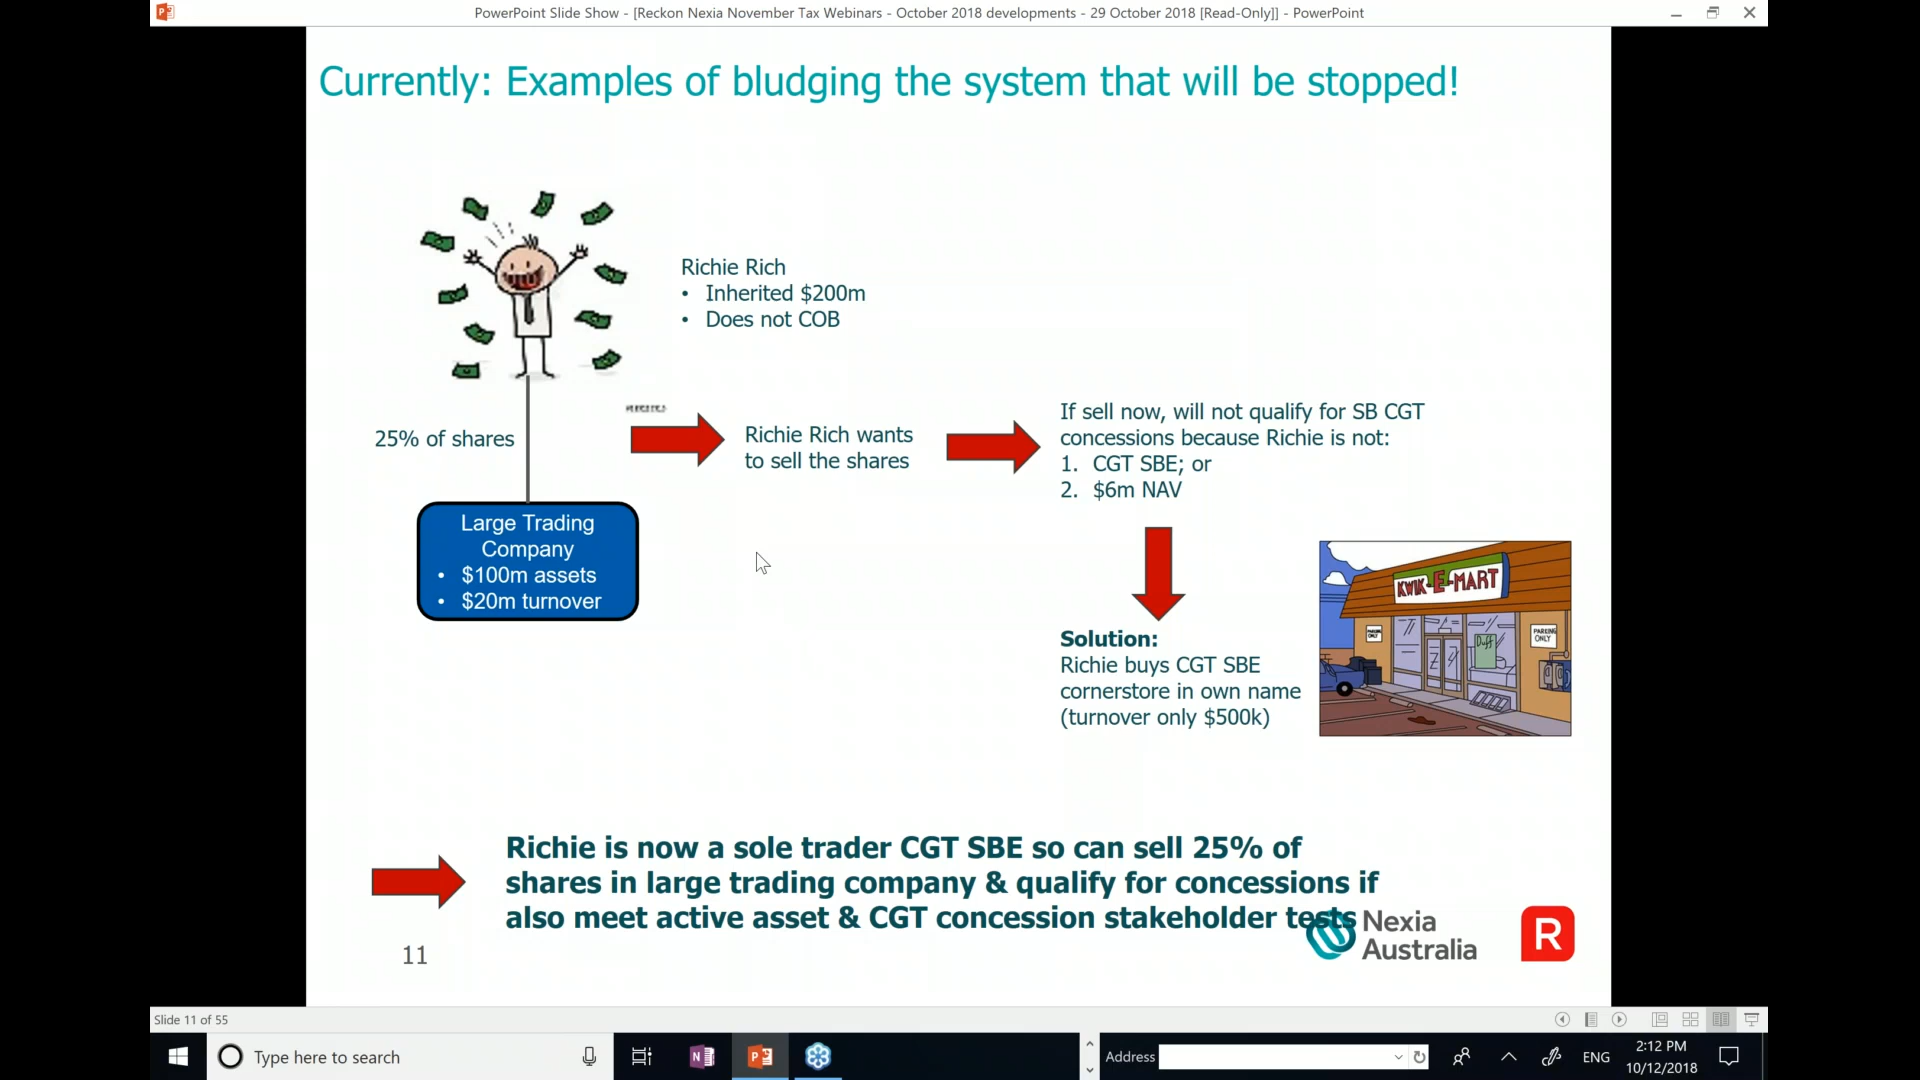 PowerPoint Slide Show - [Reckon Nexia November Tax Webinars - October 2018 developments - 29 October 2018 [Read-Only]] - PowerPoint
Currently: Examples of bludging the system that will be stopped!
Richie Rich
• Inherited $200m
• Does not COB
25% of shares
Richie Rich wants
to sell the shares
If sell now, will not qualify for SB CGT
concessions because Richie is not:
1. CGT SBE; or
2. $6m NAV
Large Trading
Company
• $100m assets
• $20m turnover
KWIK-E-MART
PARKING
ONLY
Duff
PARKING
ONLY
Solution:
Richie buys CGT SBE
cornerstore in own name
(turnover only $500k)
Richie is now a sole trader CGT SBE so can sell 25% of
shares in large trading company & qualify for concessions if
also meet active asset & CGT concession stakeholder tests
11
Nexia
Australia
R
Slide 11 of 55
Type here to search
Address
ENG
2:12 PM
10/12/2018